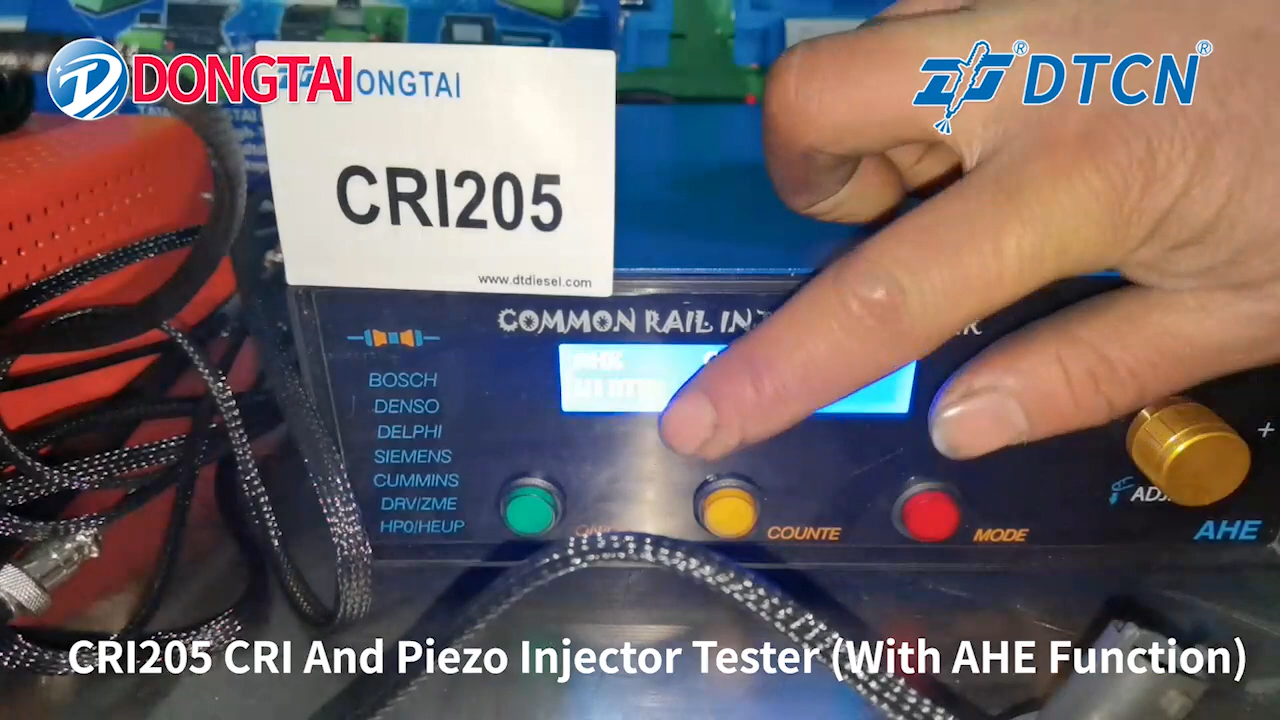 DONGTAI
DTCN
ONGTAI
CRI205
www.dtdiesel.com
COMMON RAIL IN
BOSCH
DENSO
DELPHI
SIEMENS
CUMMINS
DRV/ZME
HP0/HEUP
COUNTE
MODE
+
AHE
CRI205 CRI And Piezo Injector Tester (With AHE Function)